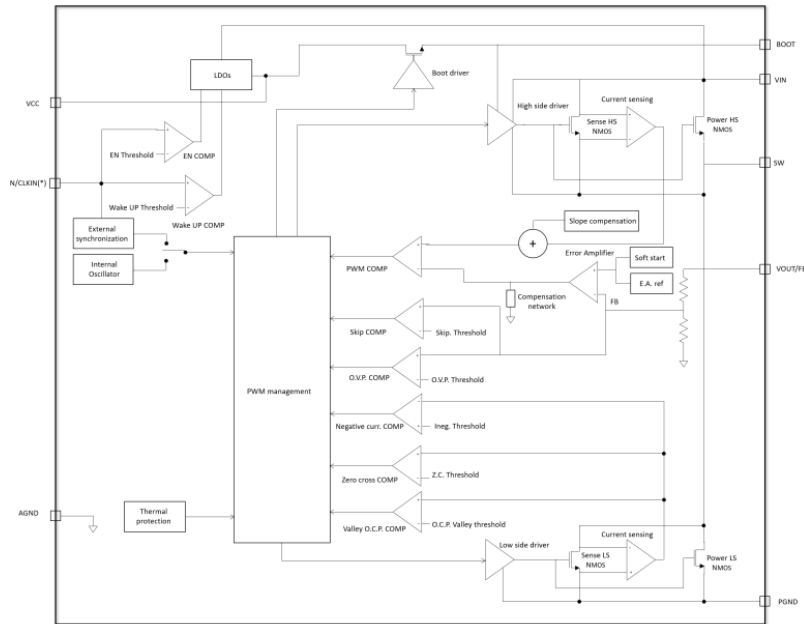 BOOT
LDOs
Boot driver
VIN
VCC
High side driver
Current sensing
Sense HS
NMOS
Power HS
NMOS
EN Threshold
EN COMP
SW
N/CLKIN(*)
Wake UP Threshold
Wake UP COMP
External
synchronization
Slope compensation
+
Internal
Oscillator
PWM COMP
Error Amplifier
Soft start
E.A. ref
VOUT/FB
Compensation
network
FB
Skip COMP
Skip. Threshold
O.V.P. COMP
O.V.P. Threshold
PWM management
Negative curr. COMP
Ineg. Threshold
Zero cross COMP
Z.C. Threshold
AGND
Thermal
protection
Valley O.C.P. COMP
O.C.P. Valley threshold
Low side driver
Current sensing
Sense LS
NMOS
Power LS
NMOS
PGND